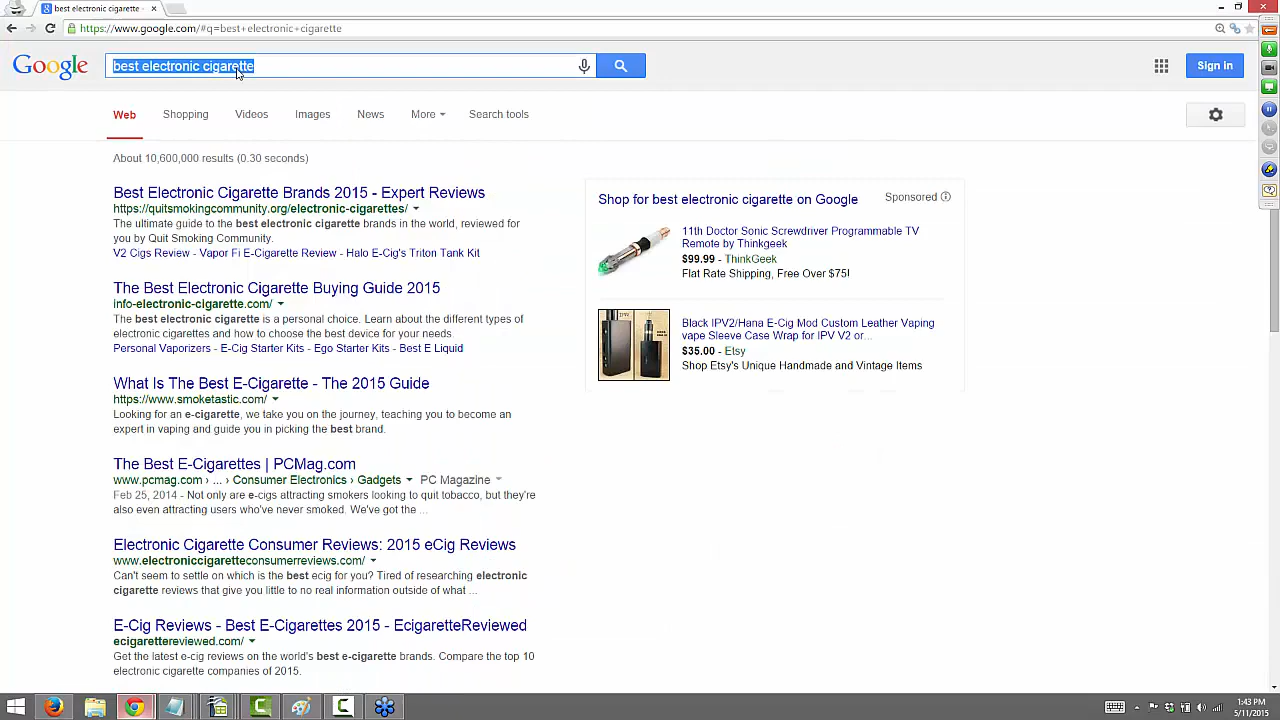 best electronic cigarette -
https://www.google.com/#q=best+electronic+cigarette
Google
best electronic cigarette
Sign in
Web Shopping Videos Images News More Search tools
About 10,600,000 results (0.30 seconds)
Best Electronic Cigarette Brands 2015 - Expert Reviews
https://quitsmokingcommunity.org/electronic-cigarettes/
The ultimate guide to the best electronic cigarette brands in the world, reviewed for
you by Quit Smoking Community.
V2 Cigs Review - Vapor Fi E-Cigarette Review - Halo E-Cig's Triton Tank Kit
The Best Electronic Cigarette Buying Guide 2015
info-electronic-cigarette.com/
The best electronic cigarette is a personal choice. Learn about the different types of
electronic cigarettes and how to choose the best device for your needs.
Personal Vaporizers - E-Cig Starter Kits - Ego Starter Kits - Best E Liquid
What Is The Best E-Cigarette - The 2015 Guide
https://www.smoketastic.com/
Looking for an e-cigarette, we take you on the journey, teaching you to become an
expert in vaping and guide you in picking the best brand.
The Best E-Cigarettes | PCMag.com
www.pcmag.com › ... › Consumer Electronics › Gadgets PC Magazine
Feb 25, 2014 - Not only are e-cigs attracting smokers looking to quit tobacco, but they're
also even attracting users who've never smoked. We've got the ...
Electronic Cigarette Consumer Reviews: 2015 eCig Reviews
www.electroniccigaretteconsumerreviews.com/
Can't seem to settle on which is the best ecig for you? Tired of researching electronic
cigarette reviews that give you little to no real information outside of what ...
E-Cig Reviews - Best E-Cigarettes 2015 - EcigaretteReviewed
ecigarettereviewed.com/
Get the latest e-cig reviews on the world's best e-cigarette brands. Compare the top 10
electronic cigarette companies of 2015.
Shop for best electronic cigarette on Google
Sponsored
11th Doctor Sonic Screwdriver Programmable TV
Remote by Thinkgeek
$99.99 - ThinkGeek
Flat Rate Shipping, Free Over $75!
Black IPV2/Hana E-Cig Mod Custom Leather Vaping
vape Sleeve Case Wrap for IPV V2 or...
$35.00 - Etsy
Shop Etsy's Unique Handmade and Vintage Items
1:43 PM
5/11/2015